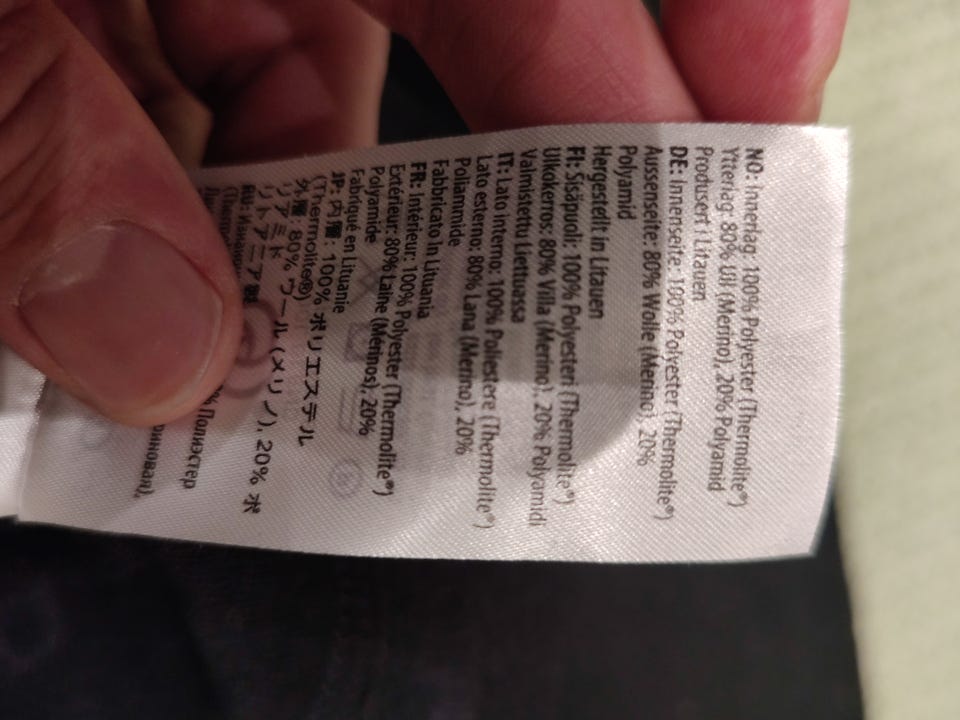 NO: Innerlag: 100% Polyester (Thermolite®)
Ytterlag: 80% Ull (Merino), 20% Polyamid
Produsert i Litauen
DE: Innerseite: 100% Polyester (Thermolite®)
Aussenseite: 80% Wolle (Merino), 20%
Polyamid
Hergestellt in Litauen
FI: Sisäpuoli: 100% Polyesteri (Thermolite®)
Ulkokerros: 80% Villa (Merino), 20% Polyamidi
Valmistettu Liettuassa
IT: Lato interno: 100% Poliestere (Thermolite®)
Lato esterno: 80% Lana (Merino), 20%
Poliammide
Fabbricato in Lituania
FR: Intérieur: 100% Polyester (Thermolite®)
Extérieur: 80% Laine (Mérinos), 20%
Polyamide
Fabriqué en Lituanie
JP: 内層: 100% ポリエステル
(Thermolite®)
外層 80% ウール (メリノ), 20% ポ
リアミド
リトアニア製
RU: % Полиэстер